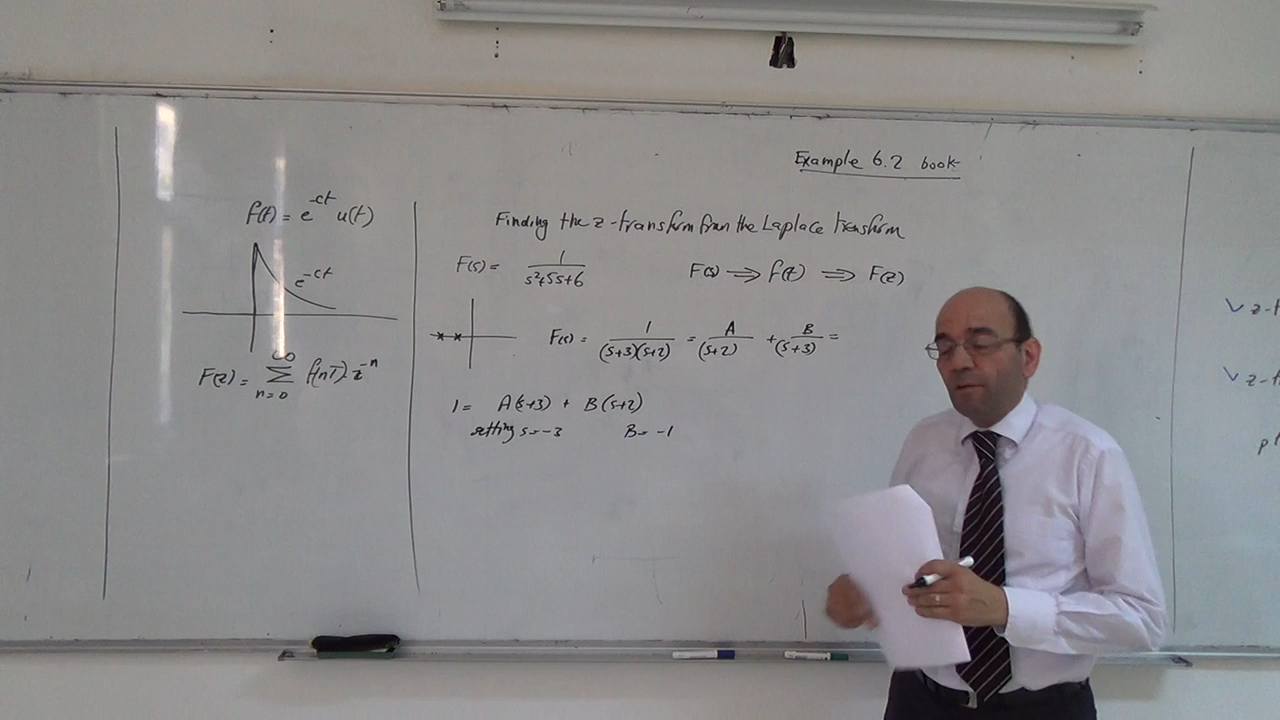 f(t) = e^-ct u(t)
e^-ct
F(z) = ∞ Σ n=0 f(nT) z^-n
Example 6.2 book
Finding the z-transform from the Laplace transform
F(s) = 1/(s²+5s+6) F(s) ⇒ f(t) ⇒ F(z)
F(s) = 1/((s+3)(s+2)) = A/(s+2) + B/(s+3) =
1 = A(s+3) + B(s+2)
setting s=-3 B= -1